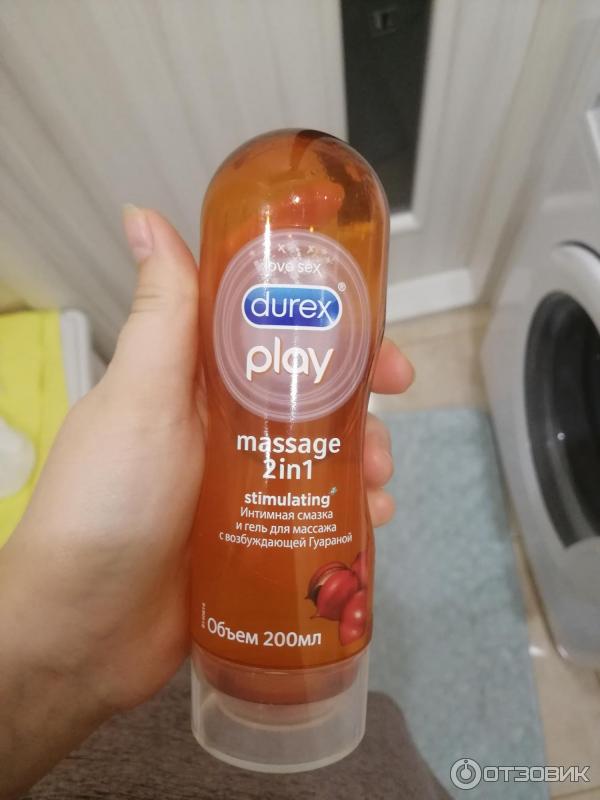 love sex
durex®
play
massage
2in1
stimulating
Интимная смазка
и гель для массажа
с возбуждающей Гуараной
Объем 200мл
ОТЗОВИК